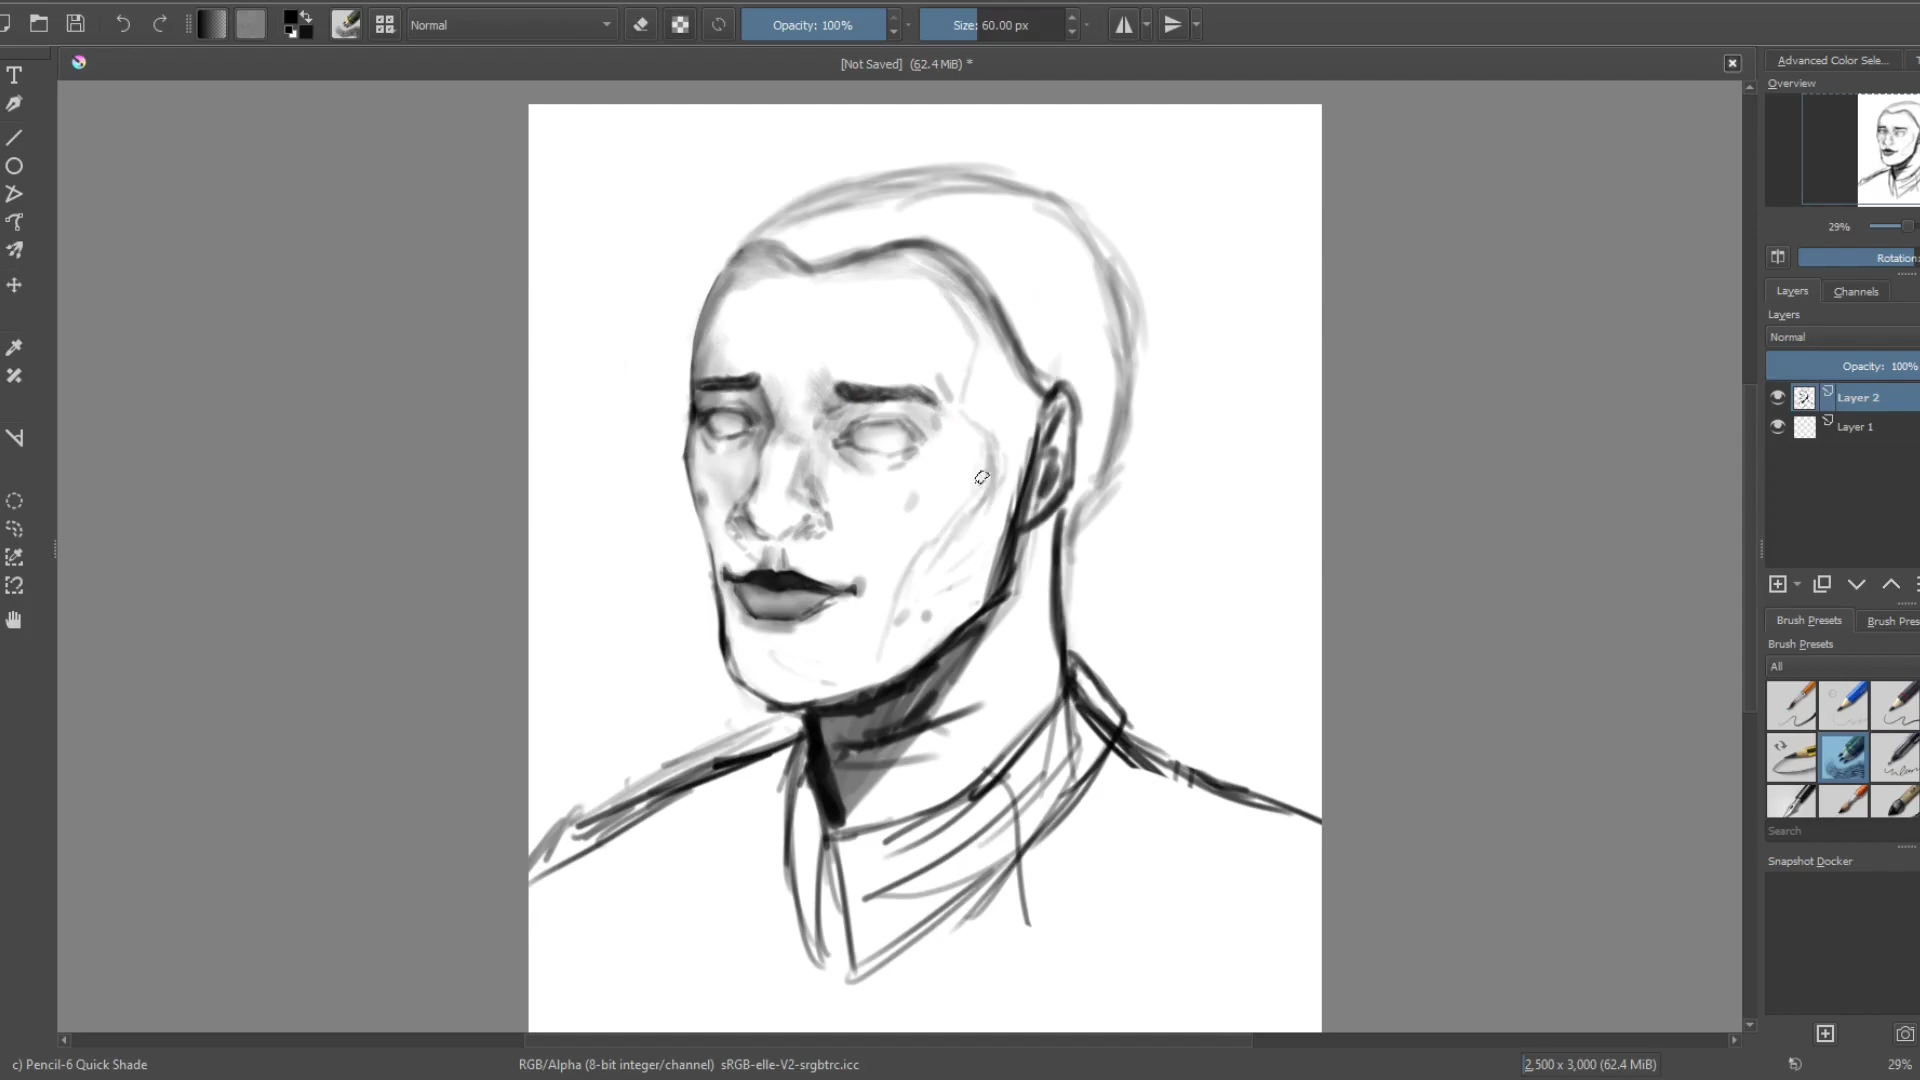 Normal
Opacity: 100%
Size: 60.00 px
[Not Saved] (62.4 MiB) *
Advanced Color Sele...
Overview
29%
Rotation:
Layers
Channels
Layers
Normal
Opacity: 100%
Layer 2
Layer 1
Brush Presets
Brush Pres
Brush Presets
All
Search
Snapshot Docker
c) Pencil-6 Quick Shade
RGB/Alpha (8-bit integer/channel) sRGB-elle-V2-srgbtrc.icc
2,500 x 3,000 (62.4 MiB)
29%